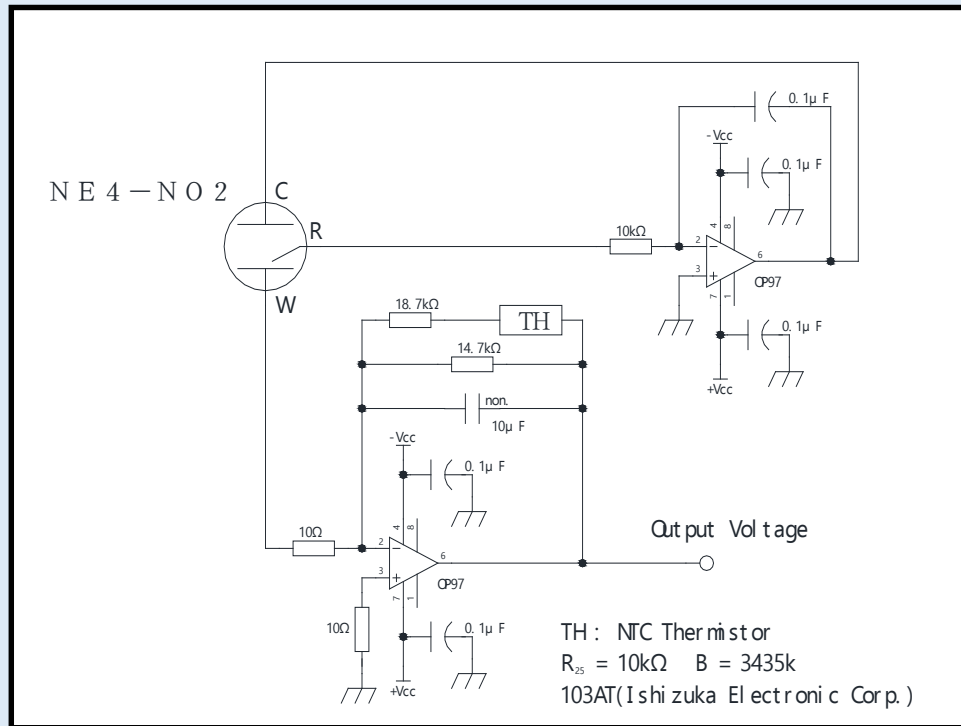 0.1μF
-Vcc
0.1μF
NE4-NO2
C
R
10kΩ
4
8
2
6
3
OP97
7
1
W
18.7kΩ
TH
0.1μF
14.7kΩ
+Vcc
non.
10μF
-Vcc
0.1μF
4
8
Output Voltage
10Ω
2
6
3
OP97
7
1
10Ω
0.1μF
+Vcc
TH: NTC Thermistor
R₂₅ = 10kΩ B = 3435k
103AT(Ishizuka Electronic Corp.)